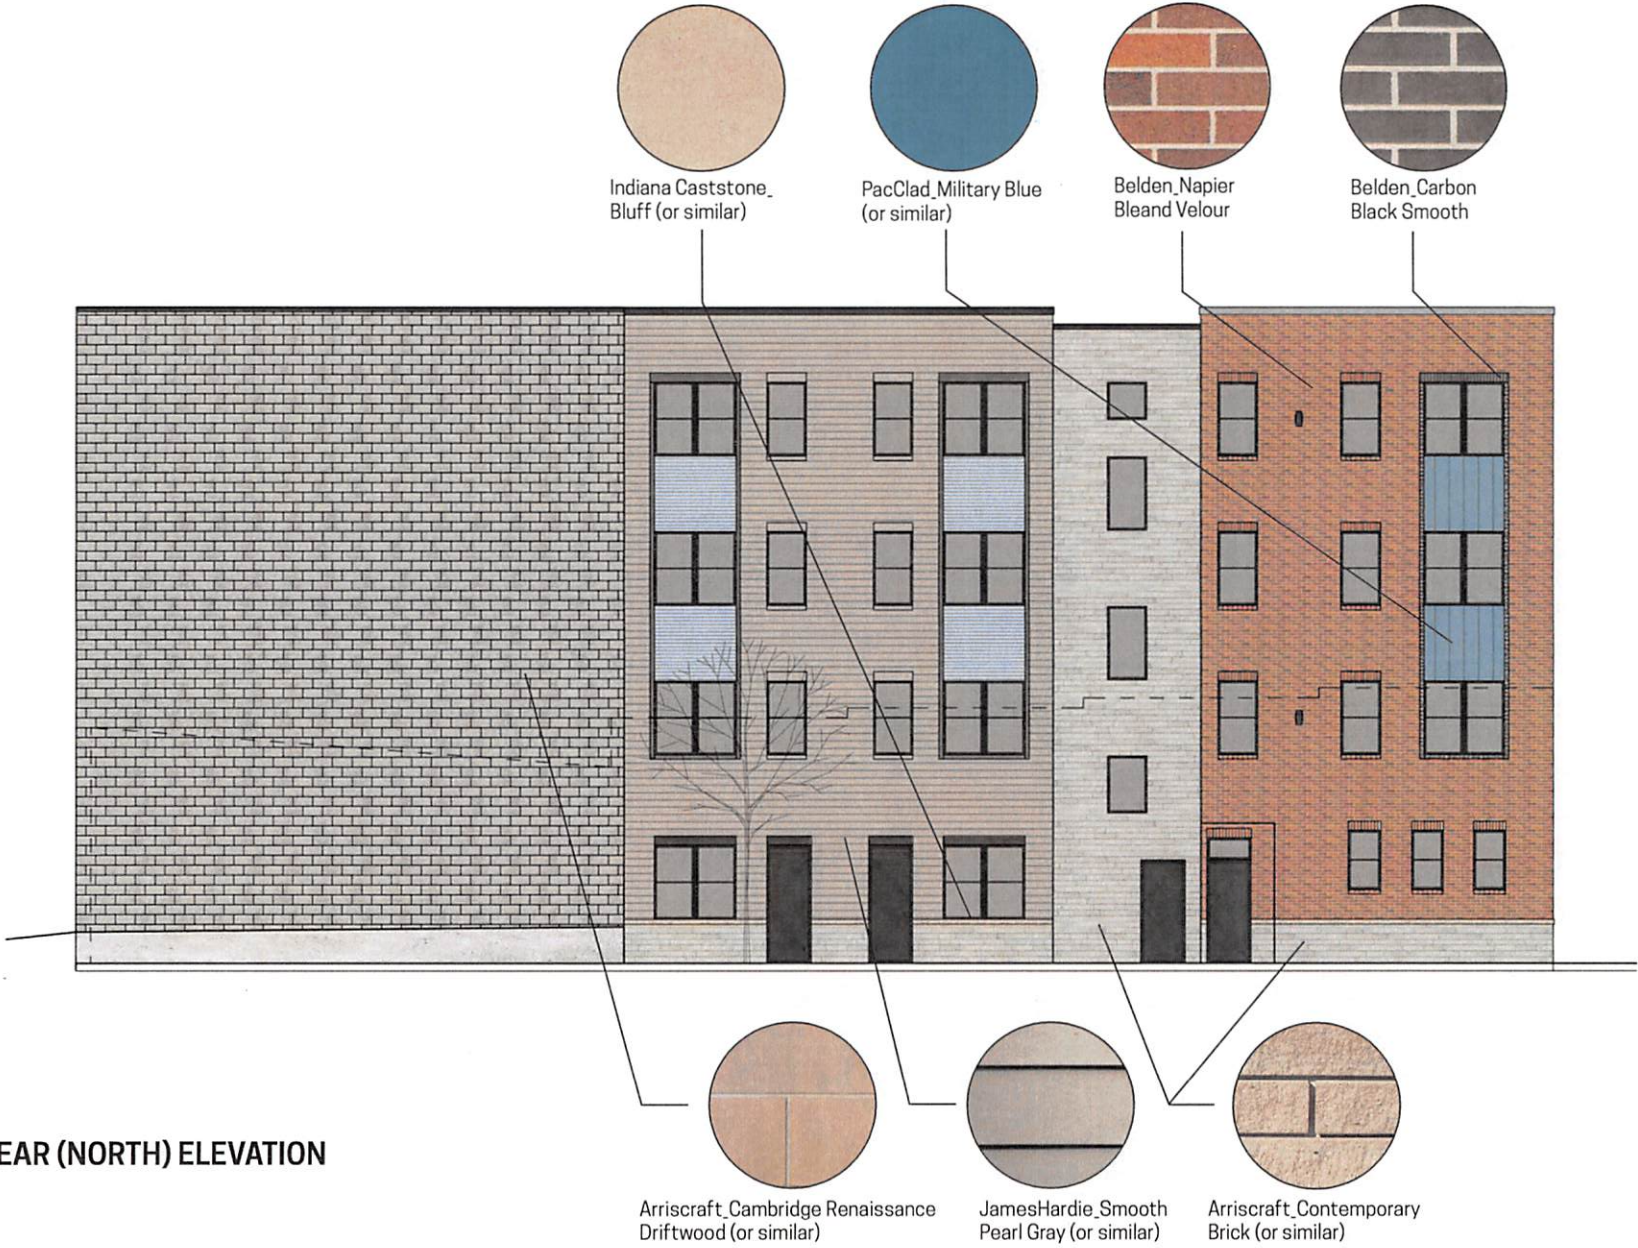 Indiana Caststone_
Bluff (or similar)
PacClad_Military Blue
(or similar)
Belden_Napier
Bleand Velour
Belden_Carbon
Black Smooth
EAR (NORTH) ELEVATION
Arriscraft_Cambridge Renaissance
Driftwood (or similar)
JamesHardie_Smooth
Pearl Gray (or similar)
Arriscraft_Contemporary
Brick (or similar)